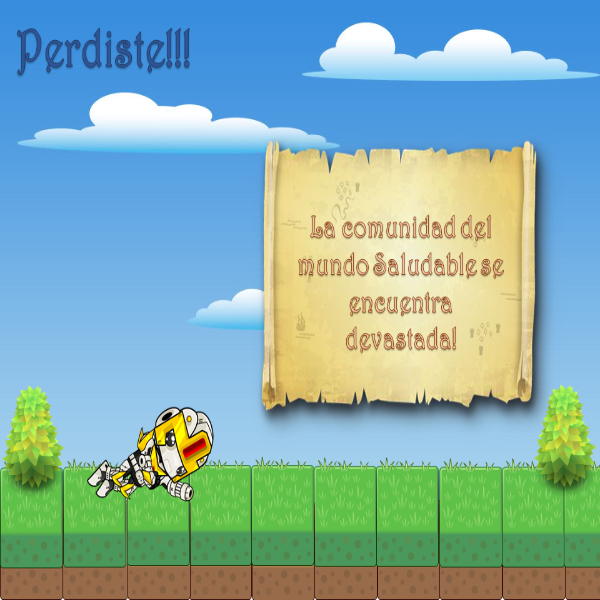 Perdiste!!!
La comunidad del
mundo Saludable se
encuentra
devastada!